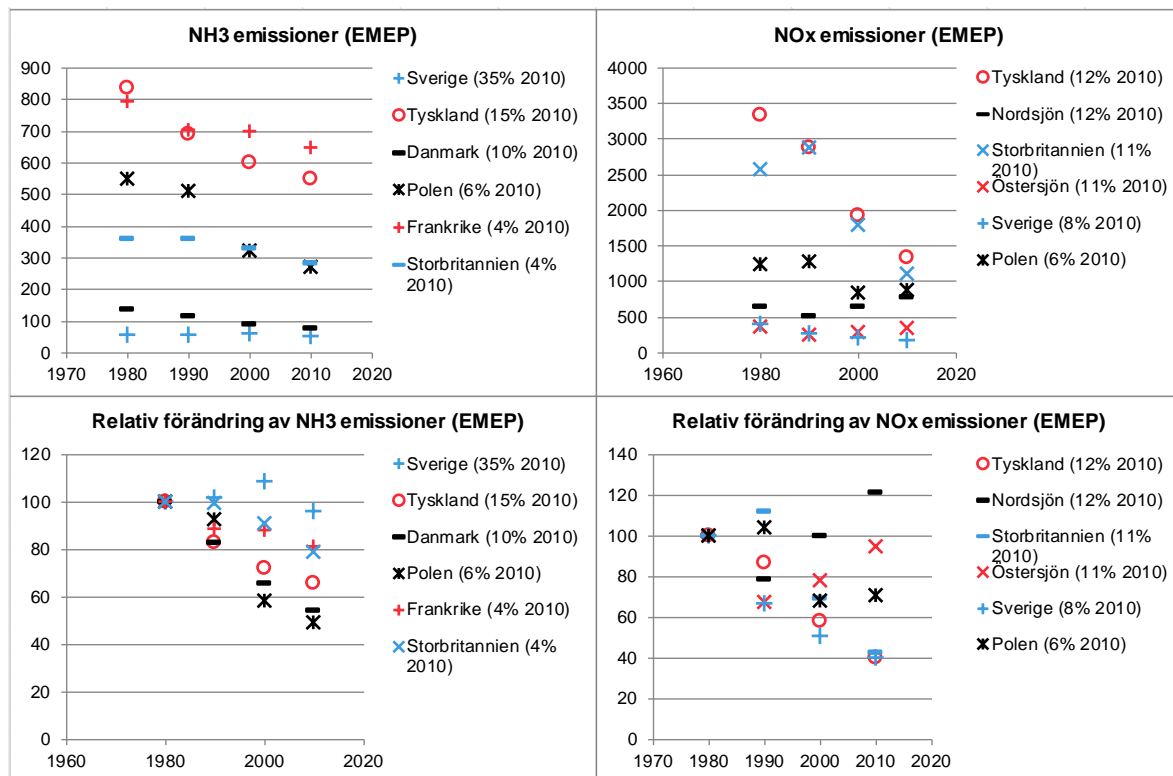 NH3 emissioner (EMEP)
900
800
700
600
500
400
300
200
100
0
1970 1980 1990 2000 2010 2020
Sverige (35% 2010)
Tyskland (15% 2010)
Danmark (10% 2010)
Polen (6% 2010)
Frankrike (4% 2010)
Storbritannien (4%
2010)
NOx emissioner (EMEP)
4000
3500
3000
2500
2000
1500
1000
500
0
1960 1980 2000 2020
Tyskland (12% 2010)
Nordsjön (12% 2010)
Storbritannien (11%
2010)
Östersjön (11% 2010)
Sverige (8% 2010)
Polen (6% 2010)
Relativ förändring av NH3 emissioner (EMEP)
120
100
80
60
40
20
0
1960 1980 2000 2020
Sverige (35% 2010)
Tyskland (15% 2010)
Danmark (10% 2010)
Polen (6% 2010)
Frankrike (4% 2010)
Storbritannien (4%
2010)
Relativ förändring av NOx emissioner (EMEP)
140
120
100
80
60
40
20
0
1970 1980 1990 2000 2010 2020
Tyskland (12% 2010)
Nordsjön (12% 2010)
Storbritannien (11%
2010)
Östersjön (11% 2010)
Sverige (8% 2010)
Polen (6% 2010)